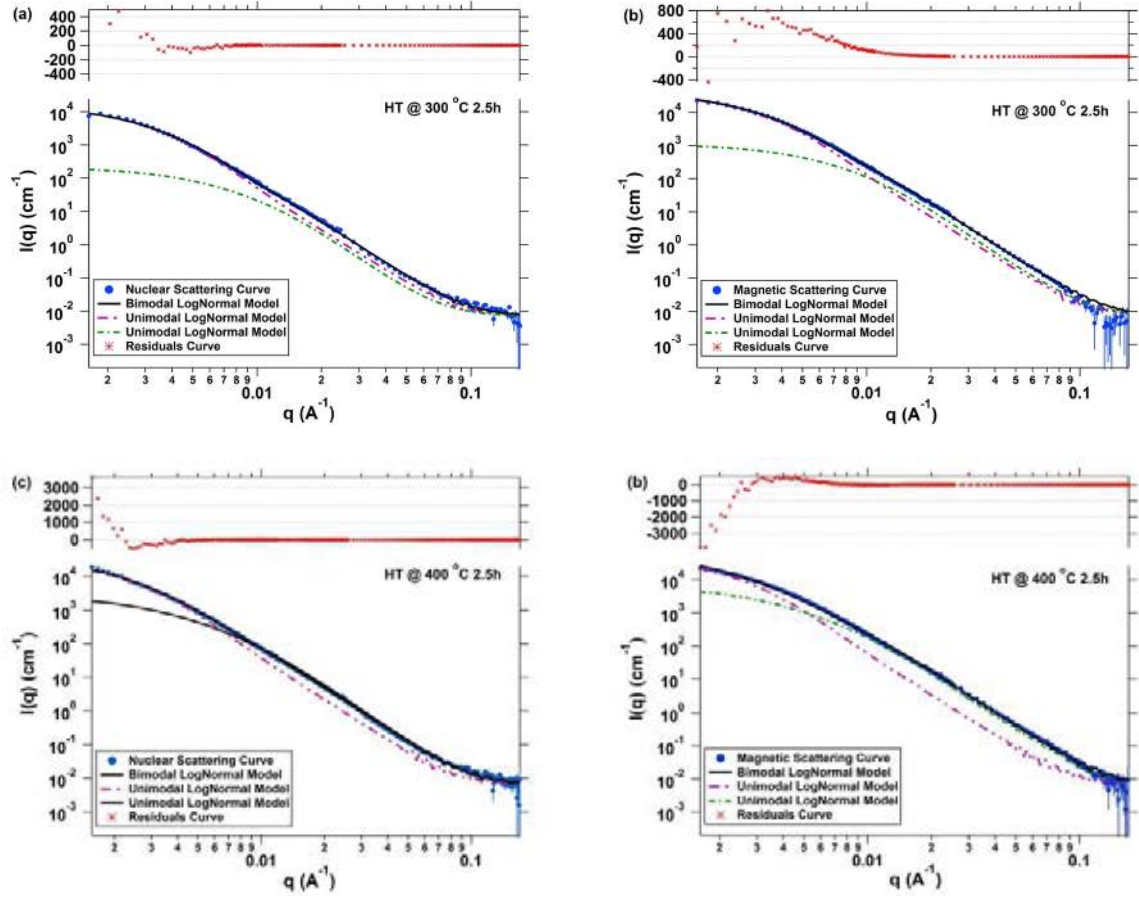 (a)
400
200
0
-200
-400
10^4
10^3
10^2
10^1
10^0
10^-1
10^-2
10^-3
I(q) (cm^-1)
HT @ 300 °C 2.5h
Nuclear Scattering Curve
Bimodal LogNormal Model
Unimodal LogNormal Model
Unimodal LogNormal Model
Residuals Curve
2 3 4 5 6 7 8 9 0.01 2 3 4 5 6 7 8 9 0.1
q (A^-1)
(b)
800
400
0
400
10^4
10^3
10^2
10^1
10^0
10^-1
10^-2
10^-3
I(q) (cm^-1)
HT @ 300 °C 2.5h
Magnetic Scattering Curve
Bimodal LogNormal Model
Unimodal LogNormal Model
Unimodal LogNormal Model
Residuals Curve
2 3 4 5 6 7 8 9 0.01 2 3 4 5 6 7 8 9 0.1
q (A^-1)
(c)
3000
2000
1000
0
10^4
10^3
10^2
10^1
10^0
10^-1
10^-2
10^-3
I(q) (cm^-1)
HT @ 400 °C 2.5h
Nuclear Scattering Curve
Bimodal LogNormal Model
Unimodal LogNormal Model
Unimodal LogNormal Model
Residuals Curve
2 3 4 5 6 7 8 9 0.01 2 3 4 5 6 7 8 9 0.1
q (A^-1)
(b)
0
-1000
-2000
-3000
10^4
10^3
10^2
10^1
10^0
10^-1
10^-2
10^-3
I(q) (cm^-1)
HT @ 400 °C 2.5h
Magnetic Scattering Curve
Bimodal LogNormal Model
Unimodal LogNormal Model
Unimodal LogNormal Model
Residuals Curve
2 3 4 5 6 7 8 9 0.01 2 3 4 5 6 7 8 9 0.1
q (A^-1)